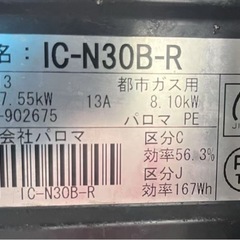 名: IC-N30B-R
3 都市ガス用
7.55kW 13A 8.10kW
-902675 パロマ PE
会社パロマ 区分C
効率56.3%
IC-N30B-R 区分J
効率167Wh